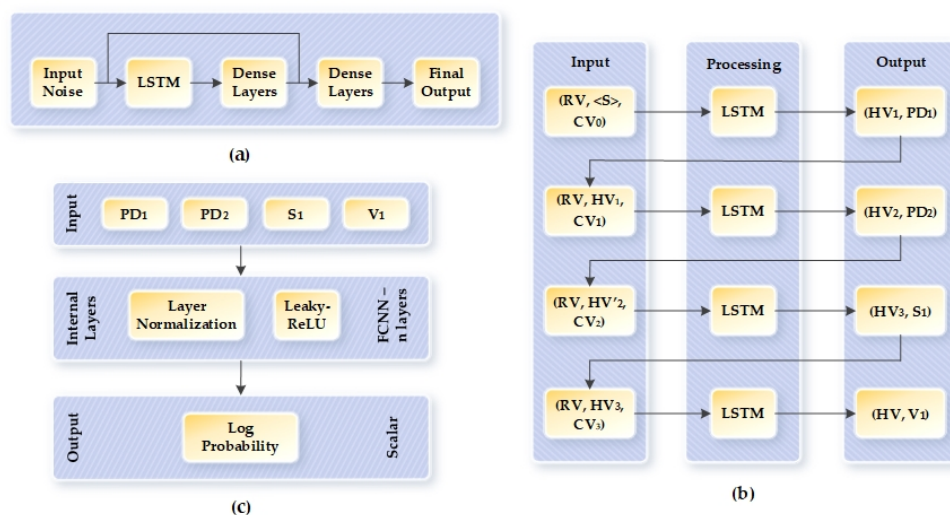 Input
Noise
LSTM
Dense
Layers
Dense
Layers
Final
Output
(a)
Input
PD1
PD2
S1
V1
Internal
Layers
Layer
Normalization
Leaky-
ReLU
FCNN –
n layers
Output
Log
Probability
Scalar
(c)
Input
Processing
Output
(RV, <S>,
CV0)
LSTM
(HV1, PD1)
(RV, HV1,
CV1)
LSTM
(HV2, PD2)
(RV, HV'2,
CV2)
LSTM
(HV3, S1)
(RV, HV3,
CV3)
LSTM
(HV, V1)
(b)